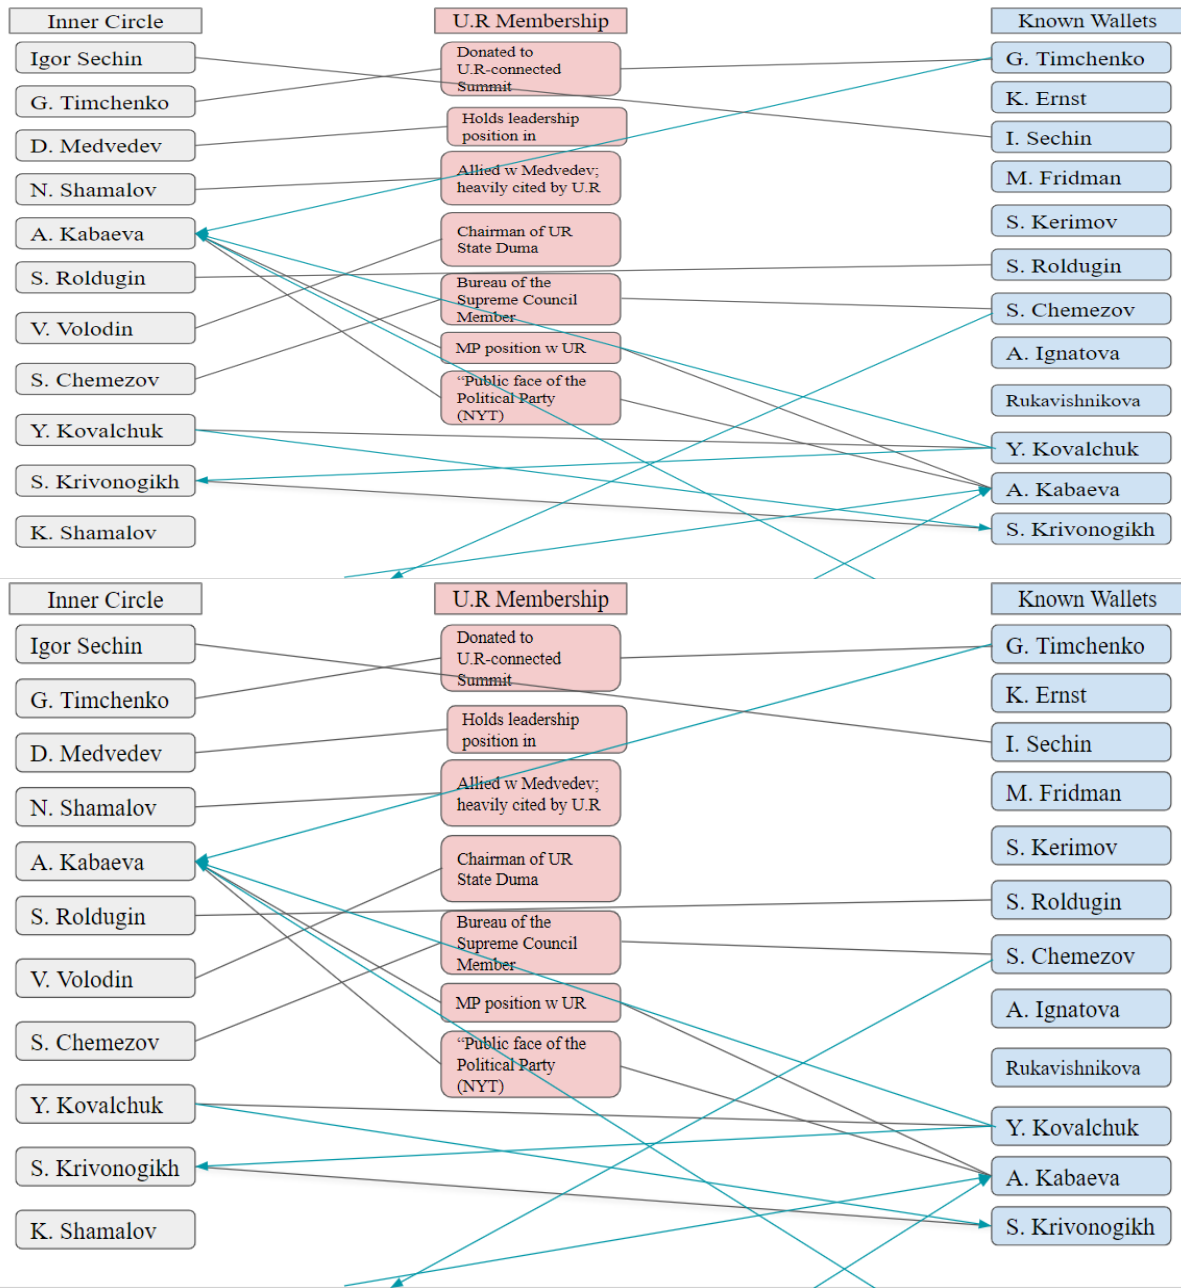 Inner Circle
U.R Membership
Known Wallets
Igor Sechin
G. Timchenko
D. Medvedev
N. Shamalov
A. Kabaeva
S. Roldugin
V. Volodin
S. Chemezov
Y. Kovalchuk
S. Krivonogikh
K. Shamalov
Donated to
U.R-connected
Summit
Holds leadership
position in
Allied w Medvedev;
heavily cited by U.R
Chairman of UR
State Duma
Bureau of the
Supreme Council
Member
MP position w UR
“Public face of the
Political Party
(NYT)
G. Timchenko
K. Ernst
I. Sechin
M. Fridman
S. Kerimov
S. Roldugin
S. Chemezov
A. Ignatova
Rukavishnikova
Y. Kovalchuk
A. Kabaeva
S. Krivonogikh
Inner Circle
U.R Membership
Known Wallets
Igor Sechin
G. Timchenko
D. Medvedev
N. Shamalov
A. Kabaeva
S. Roldugin
V. Volodin
S. Chemezov
Y. Kovalchuk
S. Krivonogikh
K. Shamalov
Donated to
U.R-connected
Summit
Holds leadership
position in
Allied w Medvedev;
heavily cited by U.R
Chairman of UR
State Duma
Bureau of the
Supreme Council
Member
MP position w UR
“Public face of the
Political Party
(NYT)
G. Timchenko
K. Ernst
I. Sechin
M. Fridman
S. Kerimov
S. Roldugin
S. Chemezov
A. Ignatova
Rukavishnikova
Y. Kovalchuk
A. Kabaeva
S. Krivonogikh